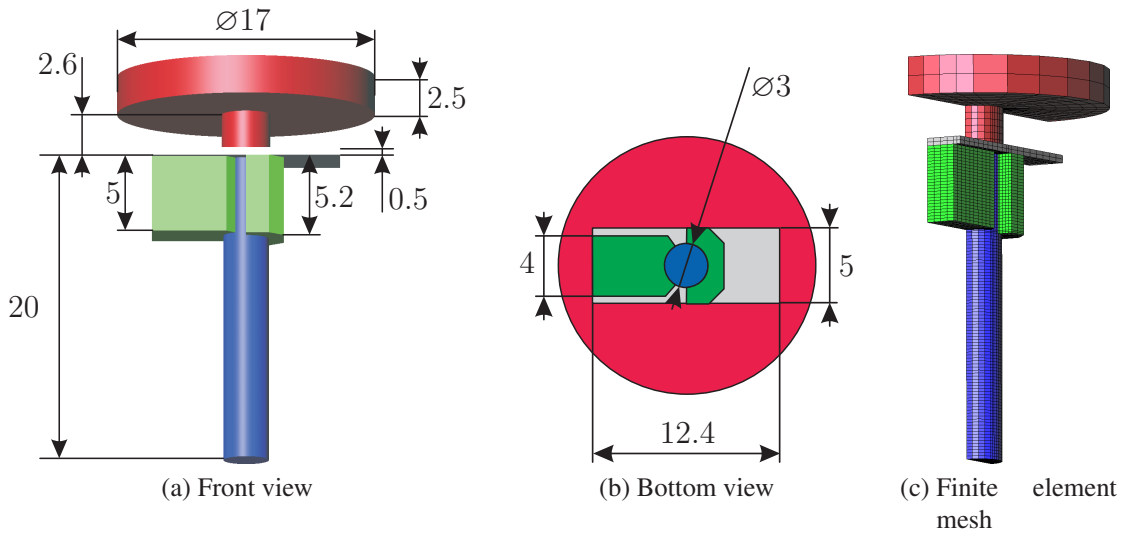 ⌀17
2.6
2.5
5
5.2
0.5
20
⌀3
4
5
12.4
(a) Front view
(b) Bottom view
(c) Finite element
mesh